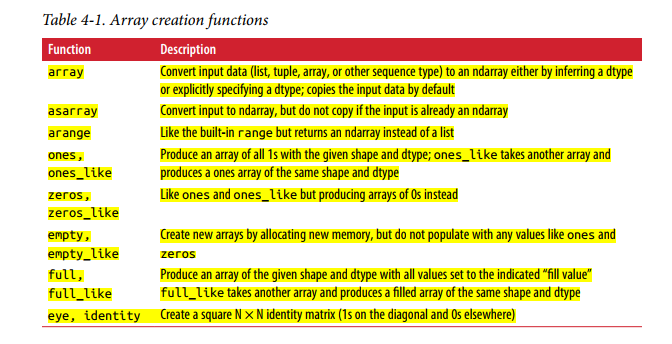 Table 4-1. Array creation functions
Function Description
array Convert input data (list, tuple, array, or other sequence type) to an ndarray either by inferring a dtype
or explicitly specifying a dtype; copies the input data by default
asarray Convert input to ndarray, but do not copy if the input is already an ndarray
arange Like the built-in range but returns an ndarray instead of a list
ones, Produce an array of all 1s with the given shape and dtype; ones_like takes another array and
ones_like produces a ones array of the same shape and dtype
zeros, Like ones and ones_like but producing arrays of 0s instead
zeros_like
empty, Create new arrays by allocating new memory, but do not populate with any values like ones and
empty_like zeros
full, Produce an array of the given shape and dtype with all values set to the indicated “fill value”
full_like full_like takes another array and produces a filled array of the same shape and dtype
eye, identity Create a square N × N identity matrix (1s on the diagonal and 0s elsewhere)